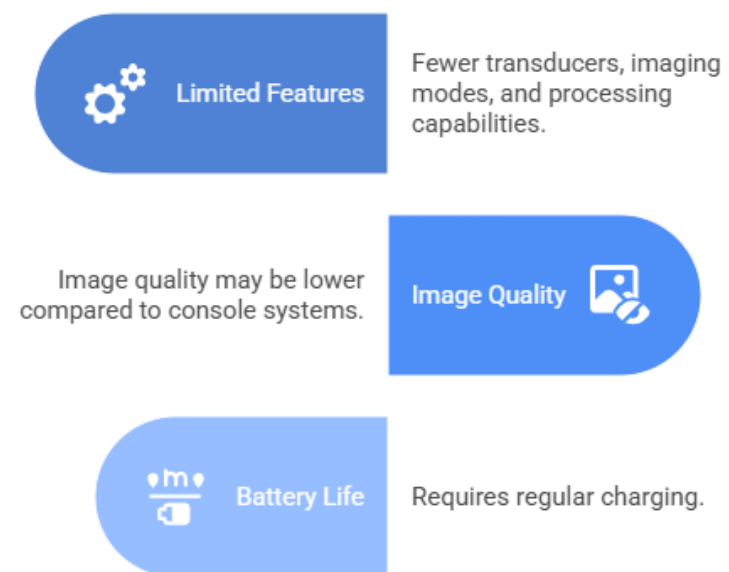 Limited Features
Fewer transducers, imaging
modes, and processing
capabilities.
Image quality may be lower
compared to console systems.
Image Quality
Battery Life
Requires regular charging.